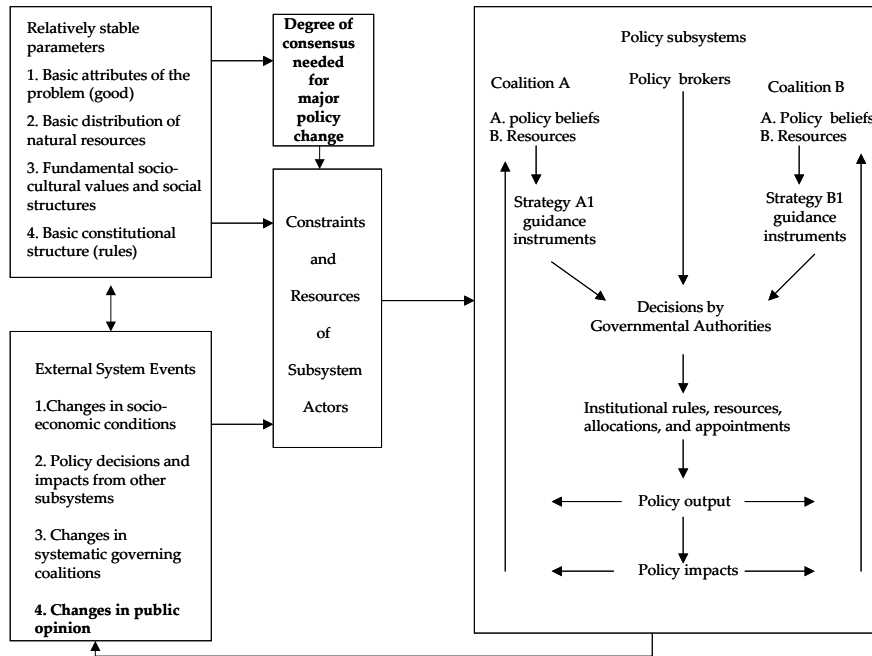 Relatively stable
parameters
1. Basic attributes of the
problem (good)
2. Basic distribution of
natural resources
3. Fundamental socio-
cultural values and social
structures
4. Basic constitutional
structure (rules)
Degree of
consensus
needed
for
major
policy
change
Constraints
and
Resources
of
Subsystem
Actors
External System Events
1.Changes in socio-
economic conditions
2. Policy decisions and
impacts from other
subsystems
3. Changes in
systematic governing
coalitions
4. Changes in public
opinion
Policy subsystems
Coalition A
A. policy beliefs
B. Resources
Strategy A1
guidance
instruments
Policy brokers
Coalition B
A. Policy beliefs
B. Resources
Strategy B1
guidance
instruments
Decisions by
Governmental Authorities
Institutional rules, resources,
allocations, and appointments
Policy output
Policy impacts